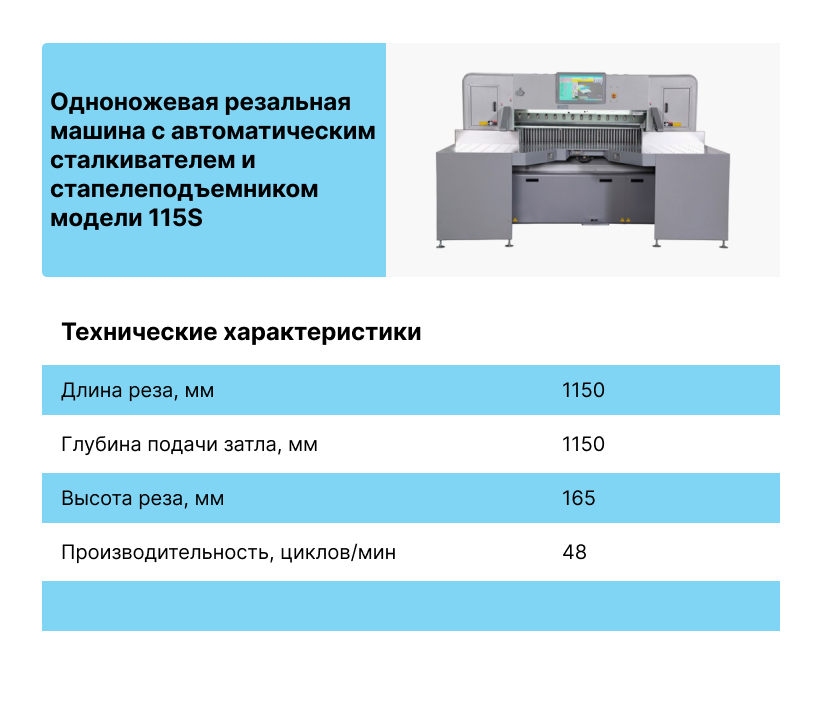 Одноножевая резальная
машина с автоматическим
сталкивателем и
стапелеподъемником
модели 115S
Технические характеристики
Длина реза, мм 1150
Глубина подачи затла, мм 1150
Высота реза, мм 165
Производительность, циклов/мин 48